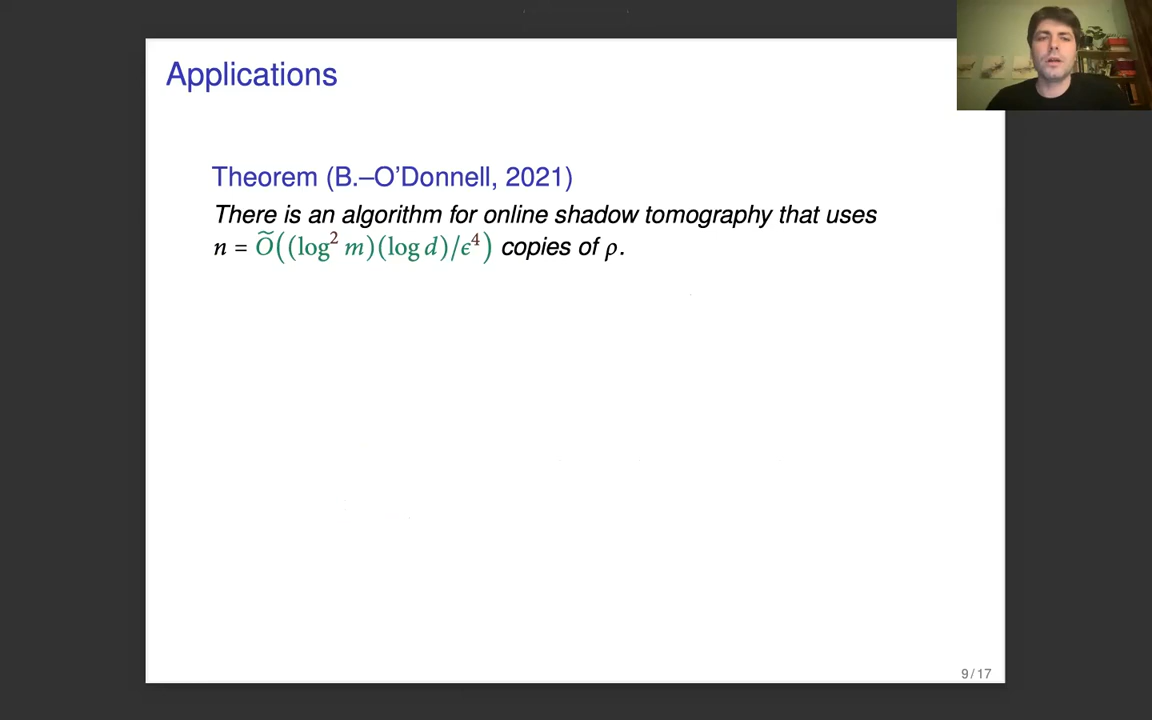 Applications
Theorem (B.–O'Donnell, 2021)
There is an algorithm for online shadow tomography that uses
n = Õ((log² m)(log d)/ϵ⁴) copies of ρ.
9 / 17